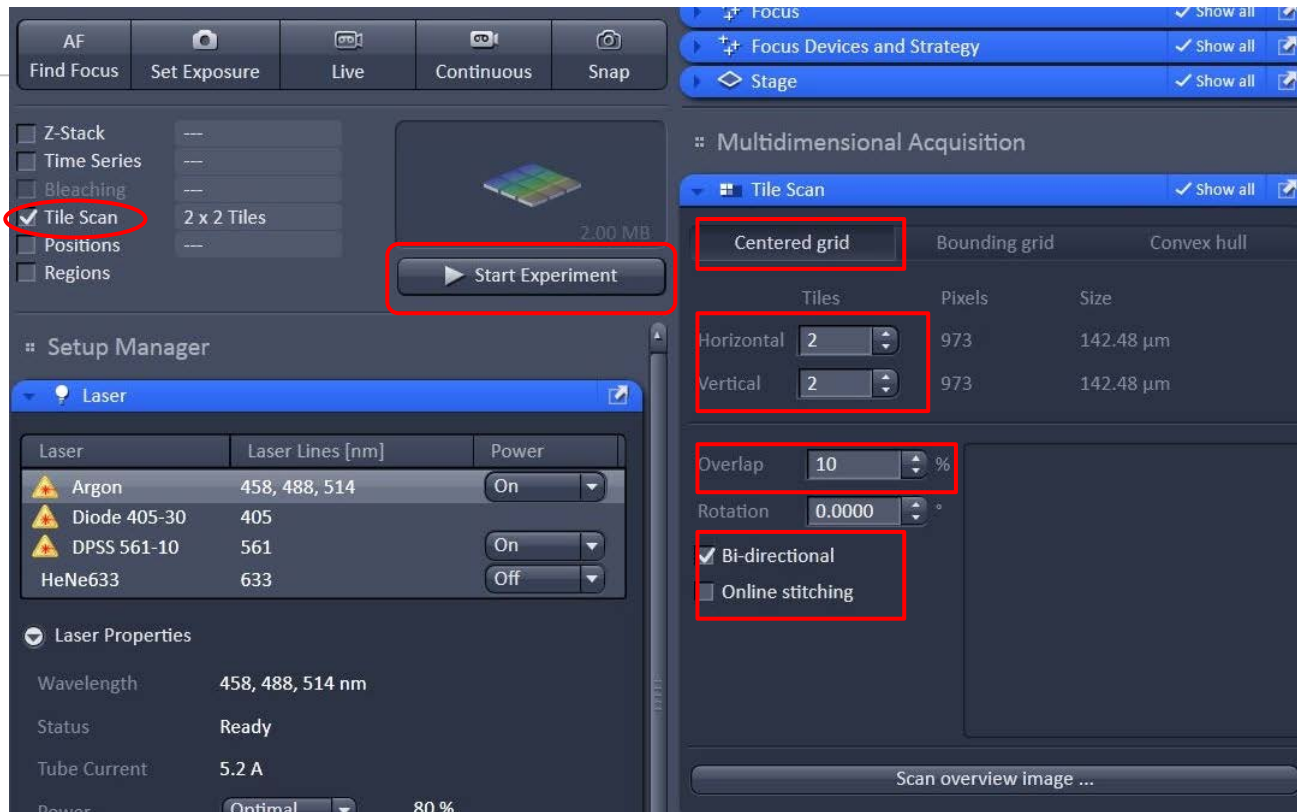 AF
Find Focus
Set Exposure
Live
Continuous
Snap
Z-Stack ---
Time Series ---
Bleaching ---
Tile Scan 2 x 2 Tiles
Positions ---
Regions
2.00 MB
Start Experiment
Setup Manager
Laser
Laser Laser Lines [nm] Power
Argon 458, 488, 514 On
Diode 405-30 405
DPSS 561-10 561 On
HeNe633 633 Off
Laser Properties
Wavelength 458, 488, 514 nm
Status Ready
Tube Current 5.2 A
Power Optimal 80 %
Focus Show all
Focus Devices and Strategy Show all
Stage Show all
Multidimensional Acquisition
Tile Scan Show all
Centered grid Bounding grid Convex hull
Tiles Pixels Size
Horizontal 2 973 142.48 µm
Vertical 2 973 142.48 µm
Overlap 10 %
Rotation 0.0000 °
Bi-directional
Online stitching
Scan overview image ...